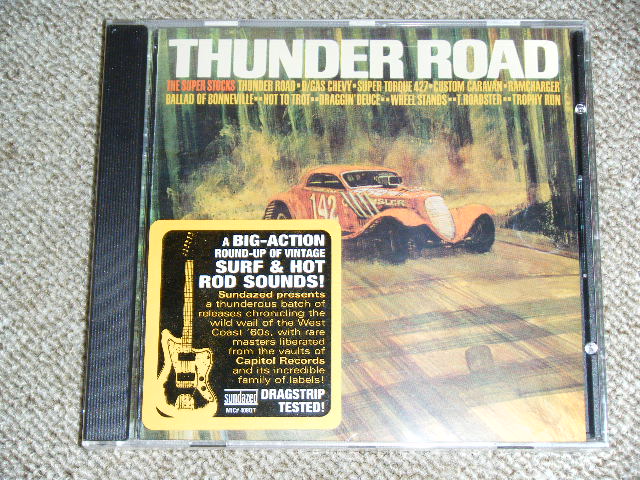 THUNDER ROAD
THE SUPER STOCKS THUNDER ROAD • B/GAS CHEVY • SUPER TORQUE 427 • CUSTOM CARAVAN • RAMCHARGER
BALLAD OF BONNEVILLE • HOT TO TROT • DRAGGIN' DEUCE • WHEEL STANDS • T. ROADSTER • TROPHY RUN
142
A BIG-ACTION
ROUND-UP OF VINTAGE
SURF & HOT
ROD SOUNDS!
Sundazed presents
a thunderous batch of
releases chronicling the
wild wail of the West
Coast '60s, with rare
masters liberated
from the vaults of
Capitol Records
and its incredible
family of labels!
sundazed
DRAGSTRIP
TESTED!